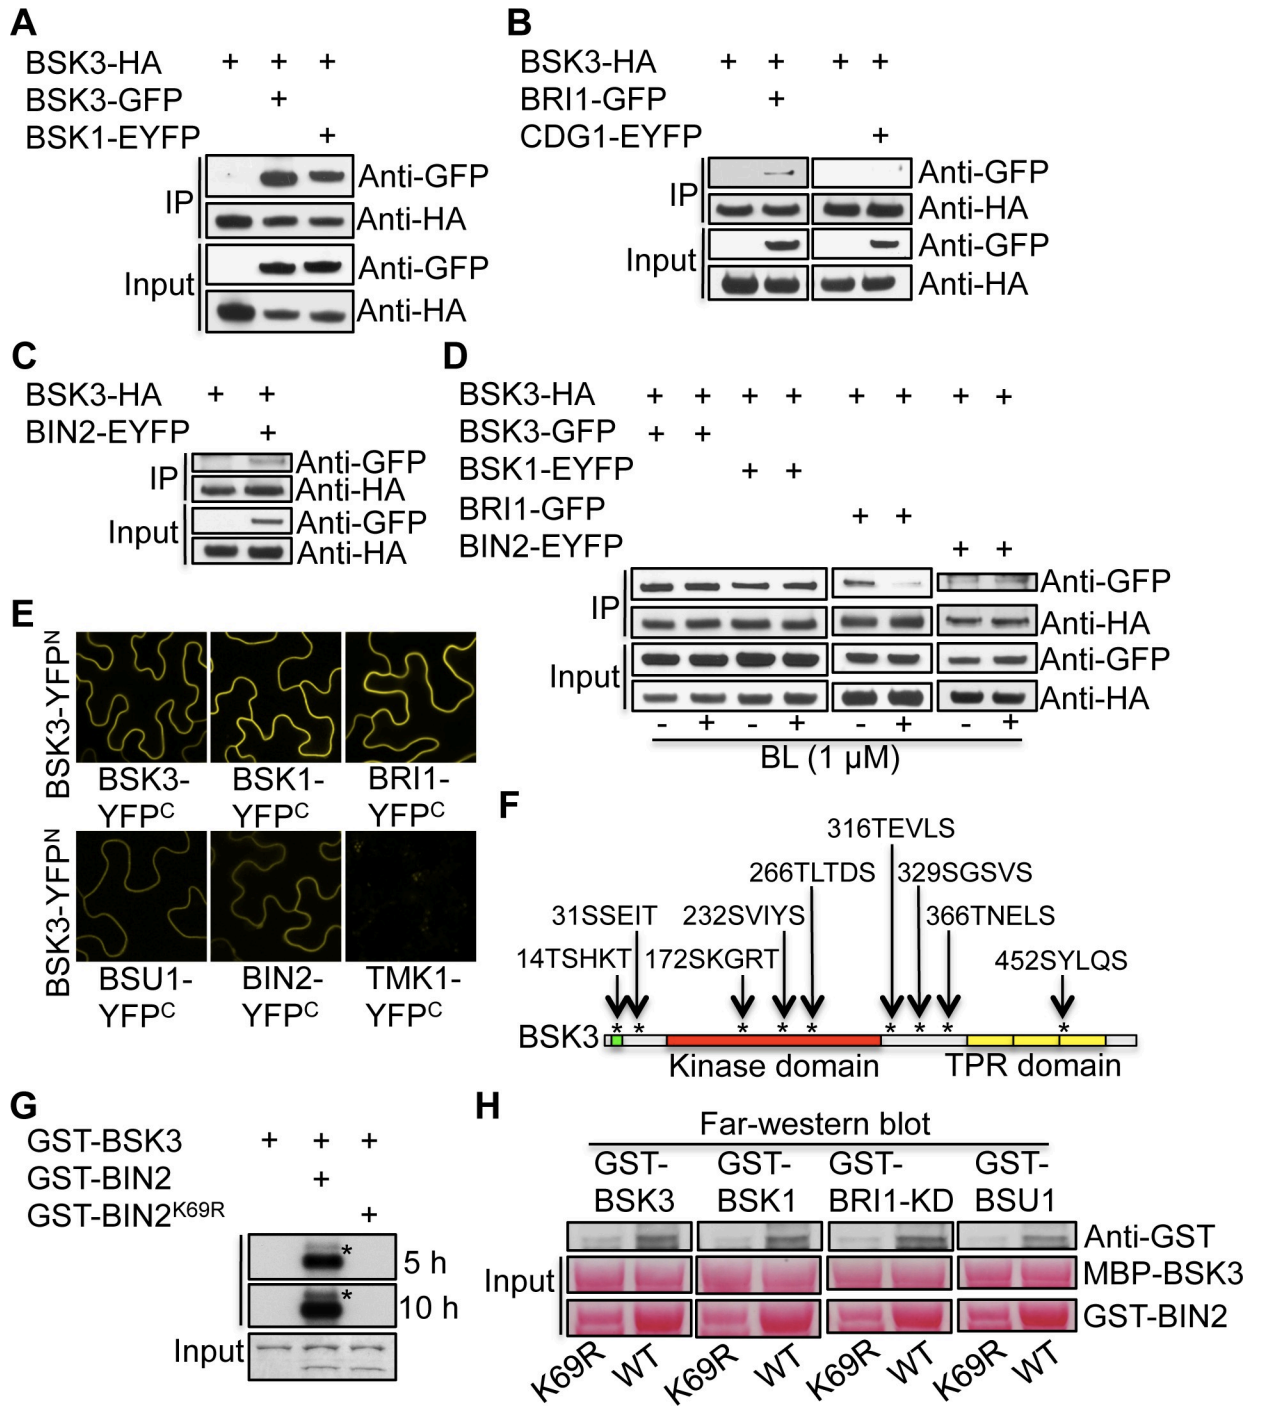 A
BSK3-HA + + +
BSK3-GFP +
BSK1-EYFP +
IP
Anti-GFP
Anti-HA
Input
Anti-GFP
Anti-HA
B
BSK3-HA + + + +
BRI1-GFP +
CDG1-EYFP +
IP
Anti-GFP
Anti-HA
Input
Anti-GFP
Anti-HA
C
BSK3-HA + +
BIN2-EYFP +
IP
Anti-GFP
Anti-HA
Input
Anti-GFP
Anti-HA
D
BSK3-HA + + + + + + + +
BSK3-GFP + +
BSK1-EYFP + +
BRI1-GFP + +
BIN2-EYFP + +
IP
Anti-GFP
Anti-HA
Input
Anti-GFP
Anti-HA
- + - + - + - +
BL (1 µM)
E
BSK3-YFPᴺ
BSK3-YFPᶜ
BSK1-YFPᶜ
BRI1-YFPᶜ
BSK3-YFPᴺ
BSU1-YFPᶜ
BIN2-YFPᶜ
TMK1-YFPᶜ
F
316TEVLS
266TLTDS 329SGSVS
31SSEIT 232SVIYS 366TNELS
14TSHKT 172SKGRT 452SYLQS
* * * * * * * * *
BSK3
Kinase domain TPR domain
G
GST-BSK3 + + +
GST-BIN2 +
GST-BIN2ᴷ⁶⁹ᴿ +
* 5 h
* 10 h
Input
H
Far-western blot
GST- GST- GST- GST-
BSK3 BSK1 BRI1-KD BSU1
Anti-GST
Input
MBP-BSK3
GST-BIN2
K69R WT K69R WT K69R WT K69R WT